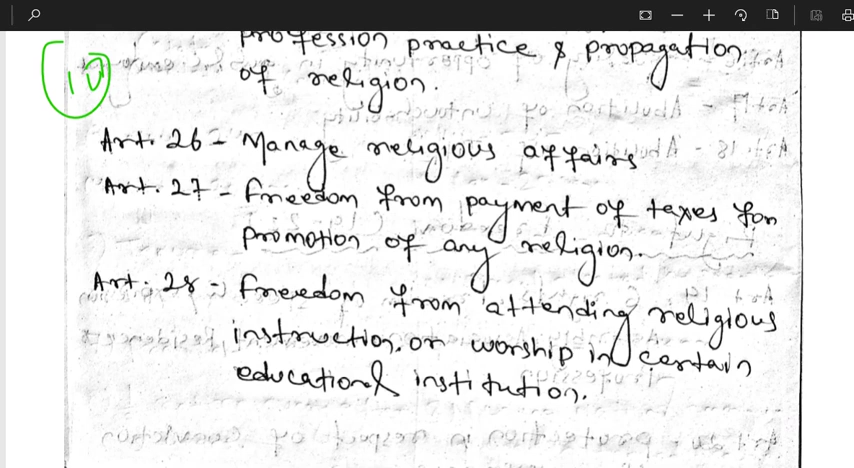 profession practice & propagation
of religion.
Art. 26 - Manage religious affairs
Art. 27 - freedom from payment of taxes for
promotion of any religion.
Art. 28 - freedom from attending religious
instruction or worship in certain
educational institution.